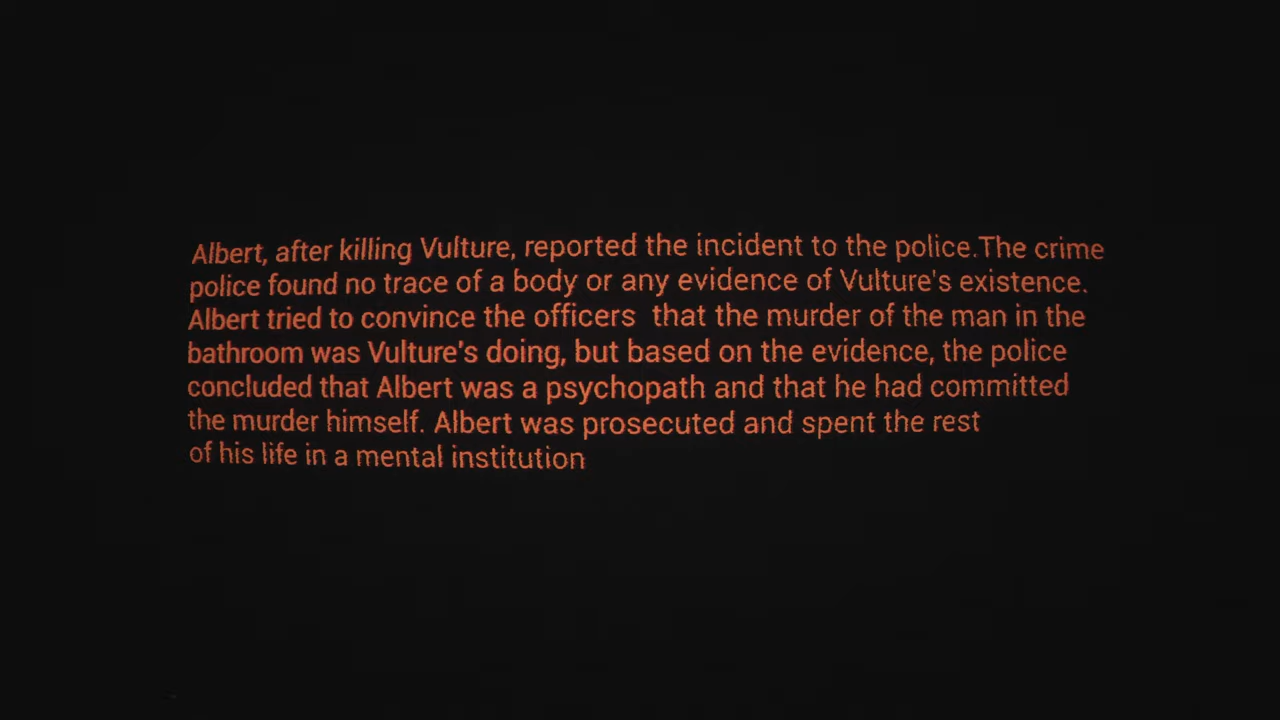 Albert, after killing Vulture, reported the incident to the police.The crime
police found no trace of a body or any evidence of Vulture's existence.
Albert tried to convince the officers  that the murder of the man in the
bathroom was Vulture's doing, but based on the evidence, the police
concluded that Albert was a psychopath and that he had committed
the murder himself. Albert was prosecuted and spent the rest
of his life in a mental institution